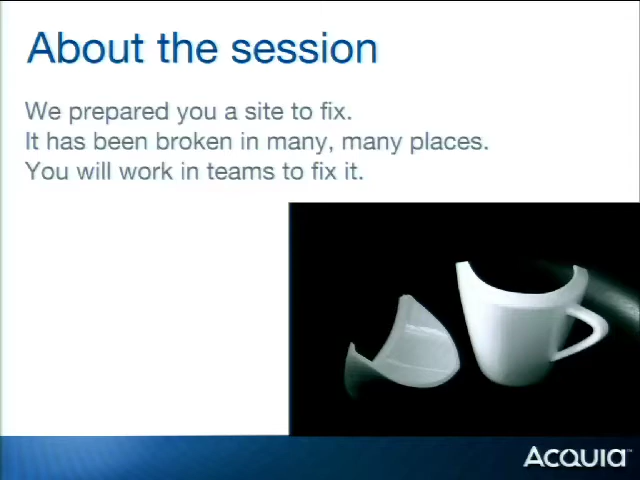 About the session
We prepared you a site to fix.
It has been broken in many, many places.
You will work in teams to fix it.
Acquia™